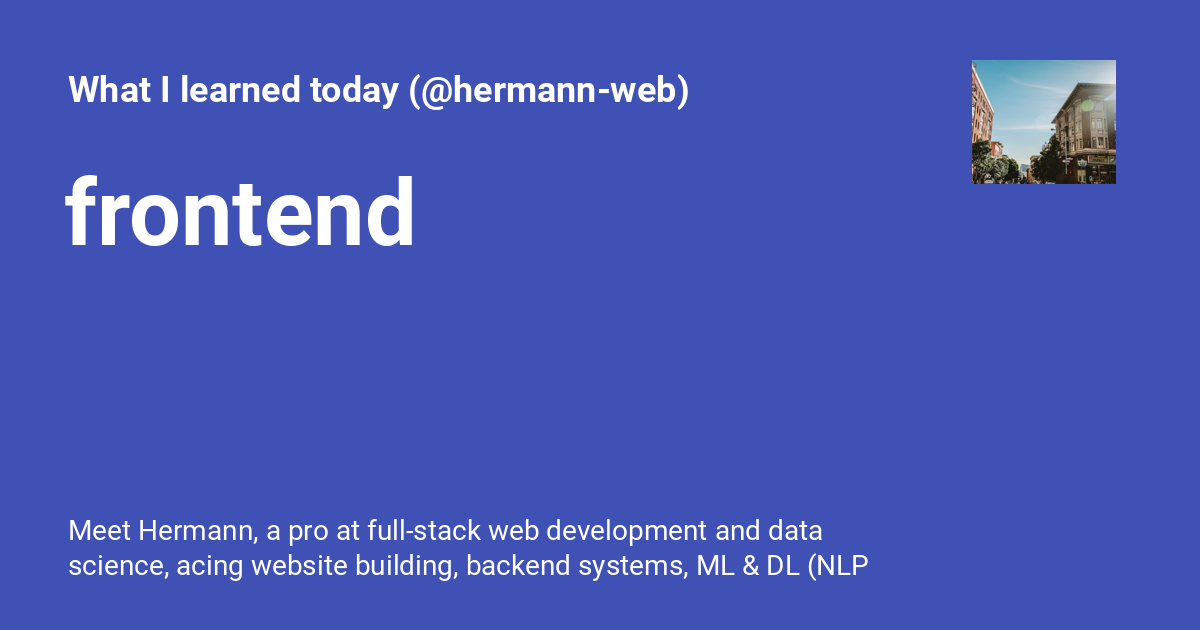 What I learned today (@hermann-web)
frontend
Meet Hermann, a pro at full-stack web development and data
science, acing website building, backend systems, ML & DL (NLP